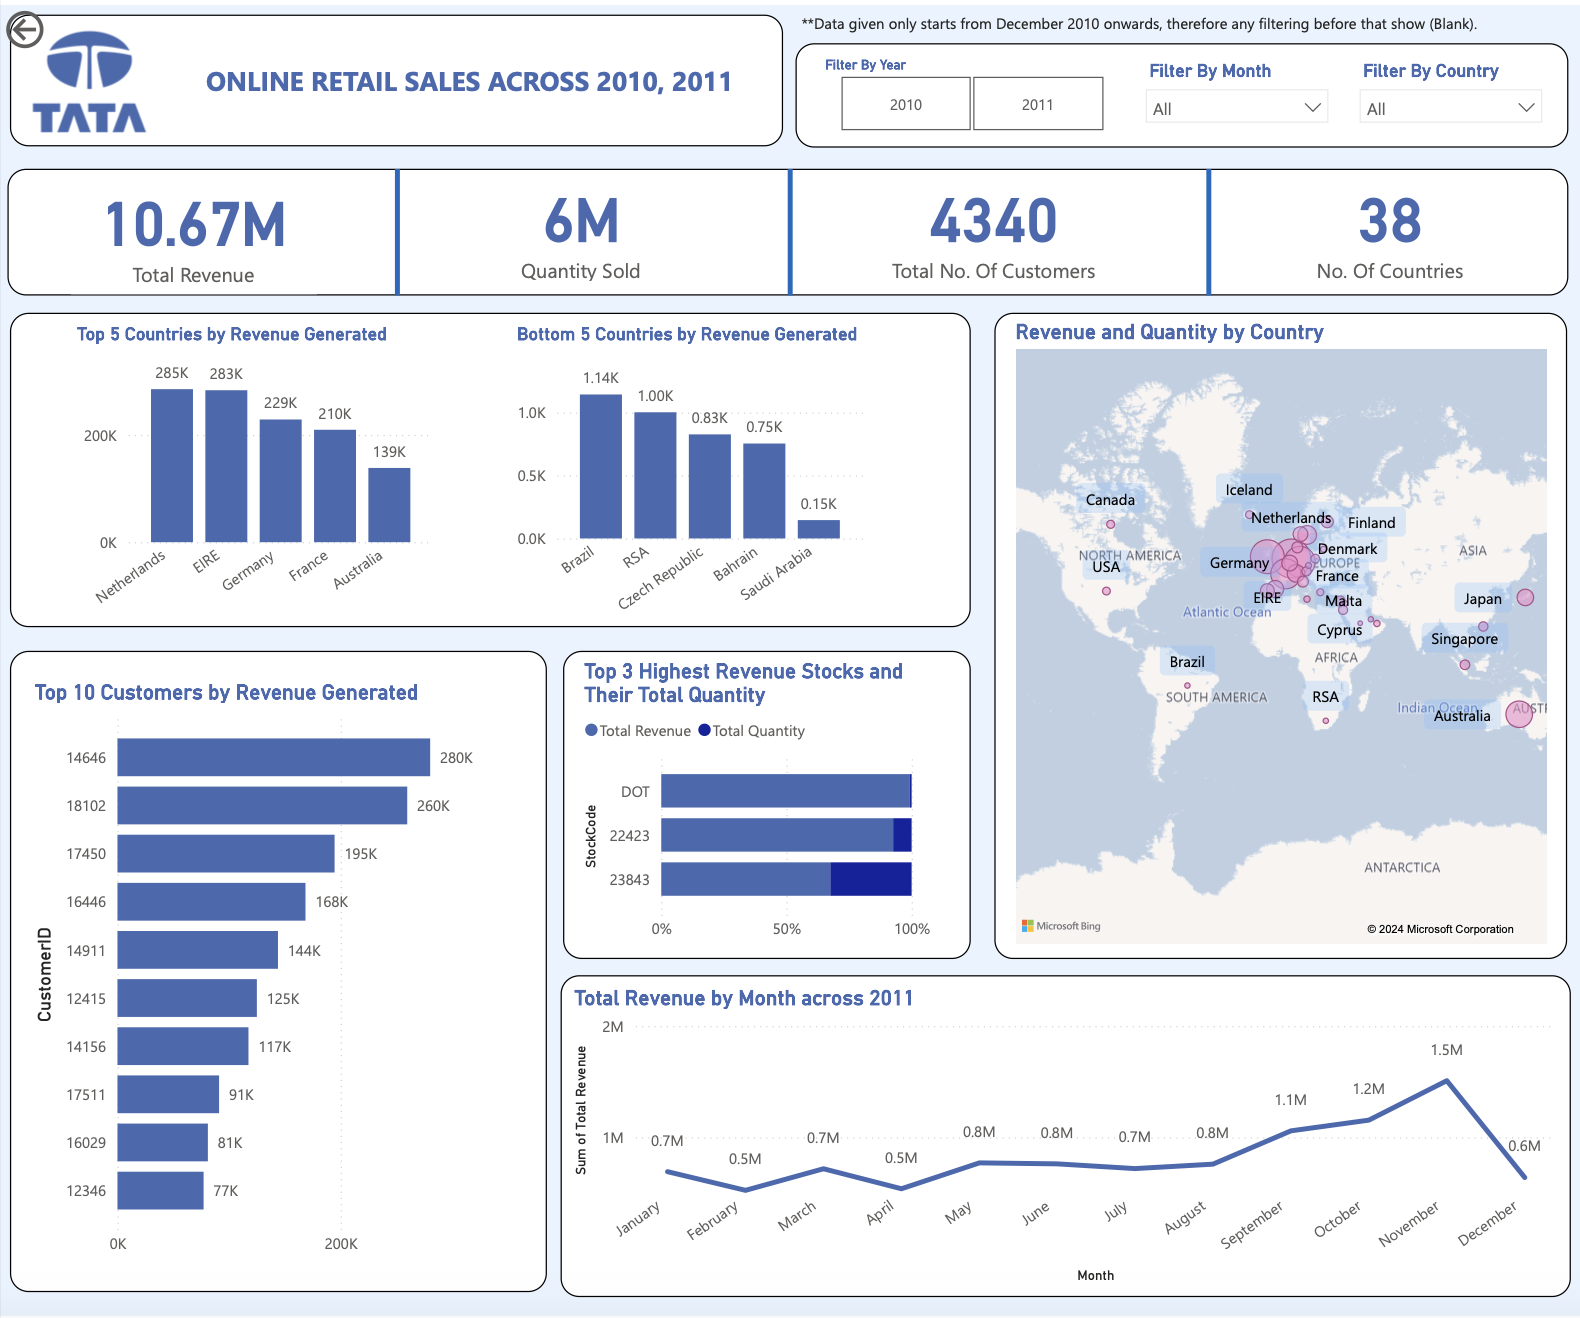 **Data given only starts from December 2010 onwards, therefore any filtering before that show (Blank).
TATA
ONLINE RETAIL SALES ACROSS 2010, 2011
Filter By Year
2010
2011
Filter By Month
All
Filter By Country
All
10.67M
Total Revenue
6M
Quantity Sold
4340
Total No. Of Customers
38
No. Of Countries
Top 5 Countries by Revenue Generated
285K
283K
229K
210K
139K
200K
0K
Netherlands
EIRE
Germany
France
Australia
Bottom 5 Countries by Revenue Generated
1.14K
1.00K
0.83K
0.75K
0.15K
1.0K
0.5K
0.0K
Brazil
RSA
Czech Republic
Bahrain
Saudi Arabia
Revenue and Quantity by Country
Iceland
Canada
Netherlands
Finland
NORTH AMERICA
Denmark
ASIA
USA
Germany
EUROPE
France
EIRE
Malta
Japan
Atlantic Ocean
Cyprus
Singapore
Brazil
AFRICA
SOUTH AMERICA
RSA
Indian Ocean
AUSTR
Australia
ANTARCTICA
Microsoft Bing
© 2024 Microsoft Corporation
Top 10 Customers by Revenue Generated
CustomerID
14646
280K
18102
260K
17450
195K
16446
168K
14911
144K
12415
125K
14156
117K
17511
91K
16029
81K
12346
77K
0K
200K
Top 3 Highest Revenue Stocks and
Their Total Quantity
Total Revenue
Total Quantity
StockCode
DOT
22423
23843
0%
50%
100%
Total Revenue by Month across 2011
Sum of Total Revenue
2M
1M
0.7M
0.5M
0.7M
0.5M
0.8M
0.8M
0.7M
0.8M
1.1M
1.2M
1.5M
0.6M
January
February
March
April
May
June
July
August
September
October
November
December
Month